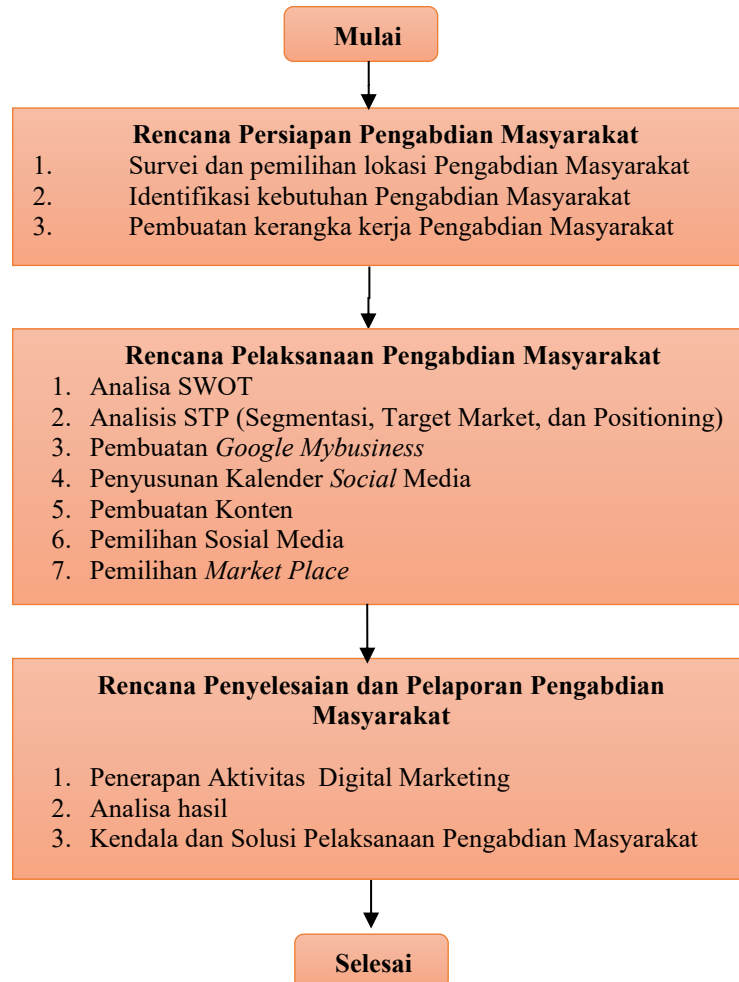 Mulai
Rencana Persiapan Pengabdian Masyarakat
1. Survei dan pemilihan lokasi Pengabdian Masyarakat
2. Identifikasi kebutuhan Pengabdian Masyarakat
3. Pembuatan kerangka kerja Pengabdian Masyarakat
Rencana Pelaksanaan Pengabdian Masyarakat
1. Analisa SWOT
2. Analisis STP (Segmentasi, Target Market, dan Positioning)
3. Pembuatan Google Mybusiness
4. Penyusunan Kalender Social Media
5. Pembuatan Konten
6. Pemilihan Sosial Media
7. Pemilihan Market Place
Rencana Penyelesaian dan Pelaporan Pengabdian
Masyarakat
1. Penerapan Aktivitas Digital Marketing
2. Analisa hasil
3. Kendala dan Solusi Pelaksanaan Pengabdian Masyarakat
Selesai